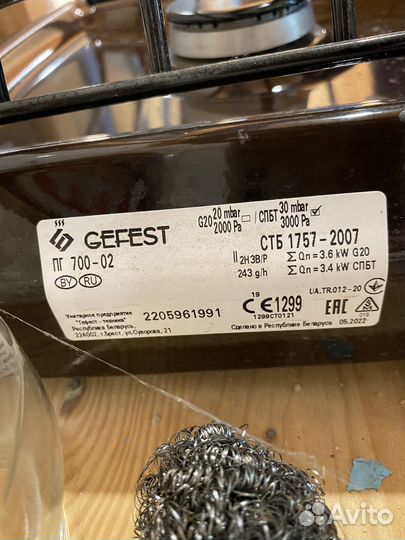 G20 20 mbar 2000 Pa □ / СПБТ 30 mbar 3000 Pa ☑
GEFEST
СТБ 1757-2007
ПГ 700-02
II 2H3B/P Σ Qn = 3.6 kW G20
243 g/h Σ Qn = 3.4 kW СПБТ
BY RU
19
UA.TR.012-20
CE 1299
EAC
1299CT0121
018
Унитарное предприятие
"Гефест - техника"
Республика Беларусь,
224002, г.Брест, ул.Суворова, 21
2205961991
Сделано в Республике Беларусь
05.2022
Avito